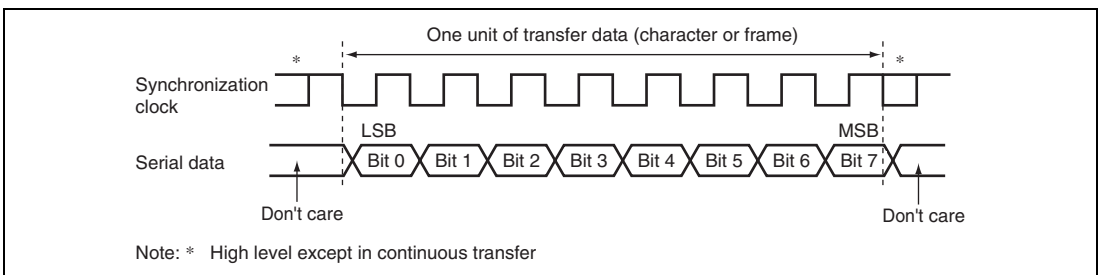 One unit of transfer data (character or frame)
* *
Synchronization
clock
LSB MSB
Serial data Bit 0 Bit 1 Bit 2 Bit 3 Bit 4 Bit 5 Bit 6 Bit 7
Don't care Don't care
Note: * High level except in continuous transfer